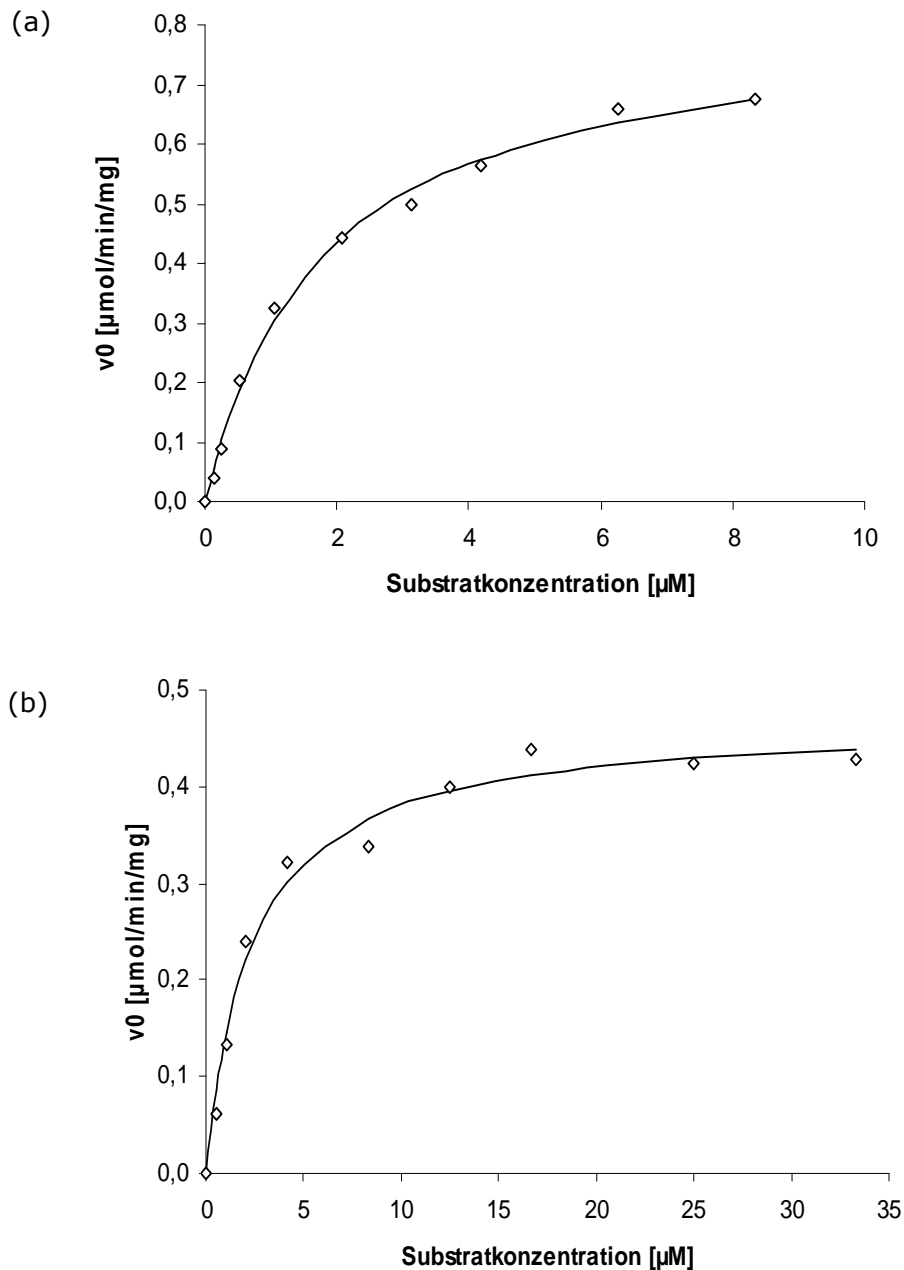 (a)
0,8
0,7
0,6
0,5
0,4
0,3
0,2
0,1
0,0
v0 [µmol/min/mg]
0 2 4 6 8 10
Substratkonzentration [µM]
(b)
0,5
0,4
0,3
0,2
0,1
0,0
v0 [µmol/min/mg]
0 5 10 15 20 25 30 35
Substratkonzentration [µM]